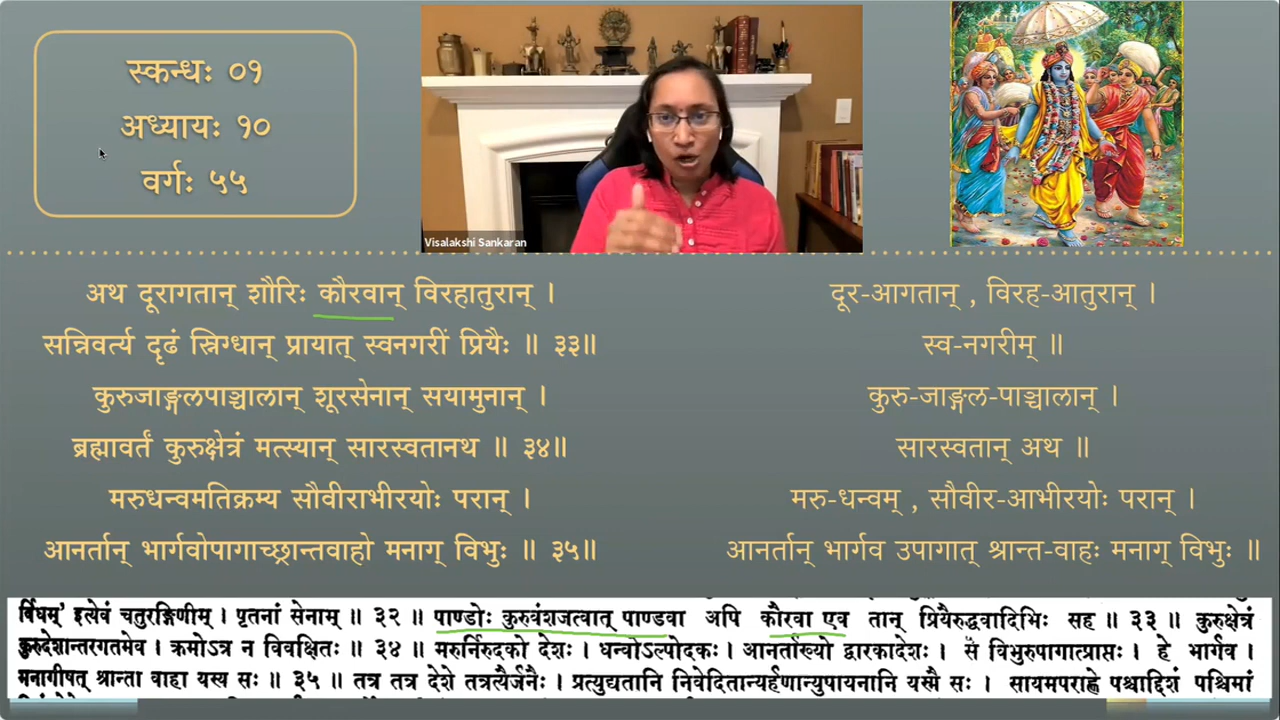 स्कन्धः ०१
अध्यायः १०
वर्गः ५५
Visalakshi Sankaran
अथ दूरागतान् शौरिः कौरवान् विरहातुरान् ।
सन्निवर्त्य दृढं स्निग्धान् प्रायात् स्वनगरीं प्रियैः ॥ ३३॥
कुरुजाङ्गलपाञ्चालान् शूरसेनान् सयामुनान् ।
ब्रह्मावर्तं कुरुक्षेत्रं मत्स्यान् सारस्वतानथ ॥ ३४॥
मरुधन्वमतिक्रम्य सौवीराभीरयोः परान् ।
आनर्तान् भार्गवोपागाच्छ्रान्तवाहो मनाग् विभुः ॥ ३५॥
दूर-आगतान् , विरह-आतुरान् ।
स्व-नगरीम् ॥
कुरु-जाङ्गल-पाञ्चालान् ।
सारस्वतान् अथ ॥
मरु-धन्वम् , सौवीर-आभीरयोः परान् ।
आनर्तान् भार्गव उपागात् श्रान्त-वाहः मनाग् विभुः ॥
इत्येवं चतुरङ्गिणीम् । पृतनां सेनाम् ॥ ३२ ॥ पाण्डोः कुरुवंशजत्वात् पाण्डवा अपि कौरवा एव तान् प्रियैरुद्धवादिभिः सह ॥ ३३ ॥ कुरुक्षेत्रं
कुरुदेशान्तरगतमेव । क्रमोऽत्र न विवक्षितः ॥ ३४ ॥ मरुर्निरुदको देशः । धन्वोऽल्पोदकः । आनर्ताख्यो द्वारकादेशः । सं विभुरुपागात्प्राप्तः । हे भार्गव ।
मनागीषत् श्रान्ता वाहा यस्य सः ॥ ३५ ॥ तत्र तत्र देशे तत्रत्यैर्जनैः । प्रत्युद्यतानि निवेदितान्यर्हणान्युपायनानि यस्मै सः । सायमपराह्ने पश्चाद्दिशं पश्चिमां